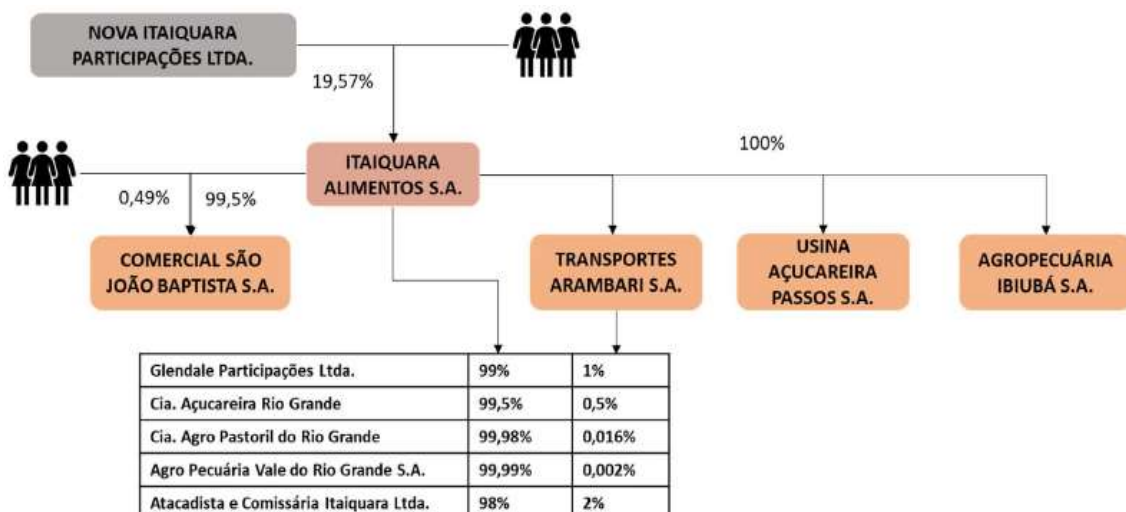 NOVA ITAIQUARA
PARTICIPAÇÕES LTDA.
19,57%
100%
ITAIQUARA
ALIMENTOS S.A.
0,49%
99,5%
COMERCIAL SÃO
JOÃO BAPTISTA S.A.
TRANSPORTES
ARAMBARI S.A.
USINA
AÇUCAREIRA
PASSOS S.A.
AGROPECUÁRIA
IBIUBÁ S.A.
Glendale Participações Ltda. 99% 1%
Cia. Açucareira Rio Grande 99,5% 0,5%
Cia. Agro Pastoril do Rio Grande 99,98% 0,016%
Agro Pecuária Vale do Rio Grande S.A. 99,99% 0,002%
Atacadista e Comissária Itaiquara Ltda. 98% 2%